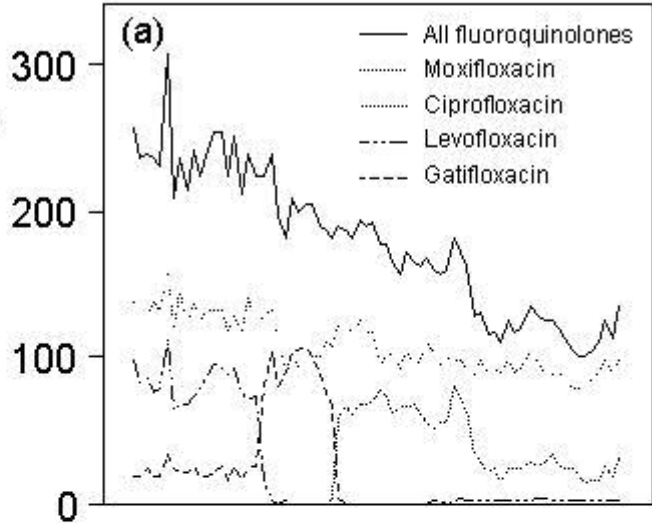 (a)
All fluoroquinolones
Moxifloxacin
Ciprofloxacin
Levofloxacin
Gatifloxacin
300
200
100
0